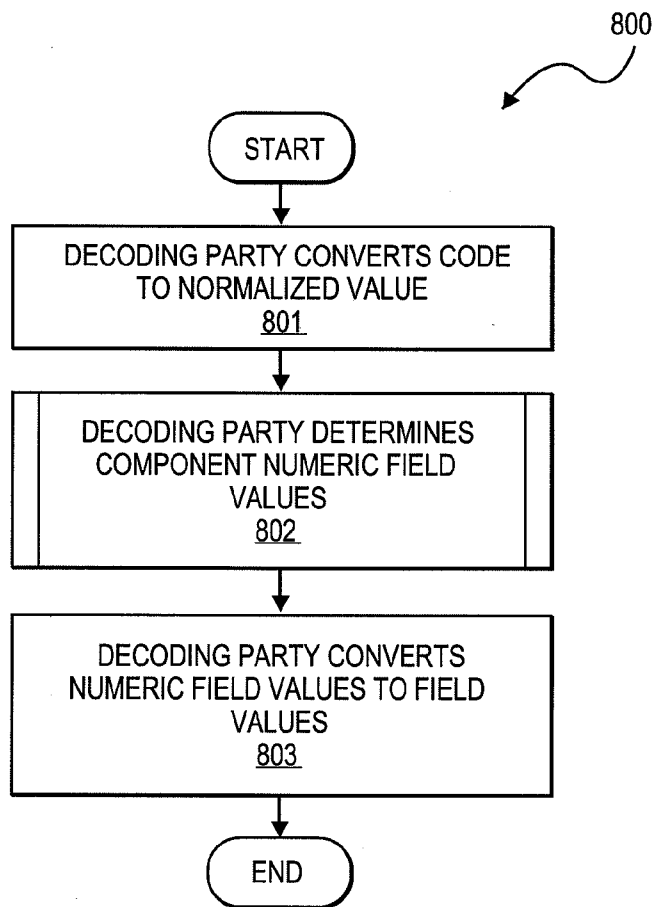 800
START
DECODING PARTY CONVERTS CODE
TO NORMALIZED VALUE
801
DECODING PARTY DETERMINES
COMPONENT NUMERIC FIELD
VALUES
802
DECODING PARTY CONVERTS
NUMERIC FIELD VALUES TO FIELD
VALUES
803
END